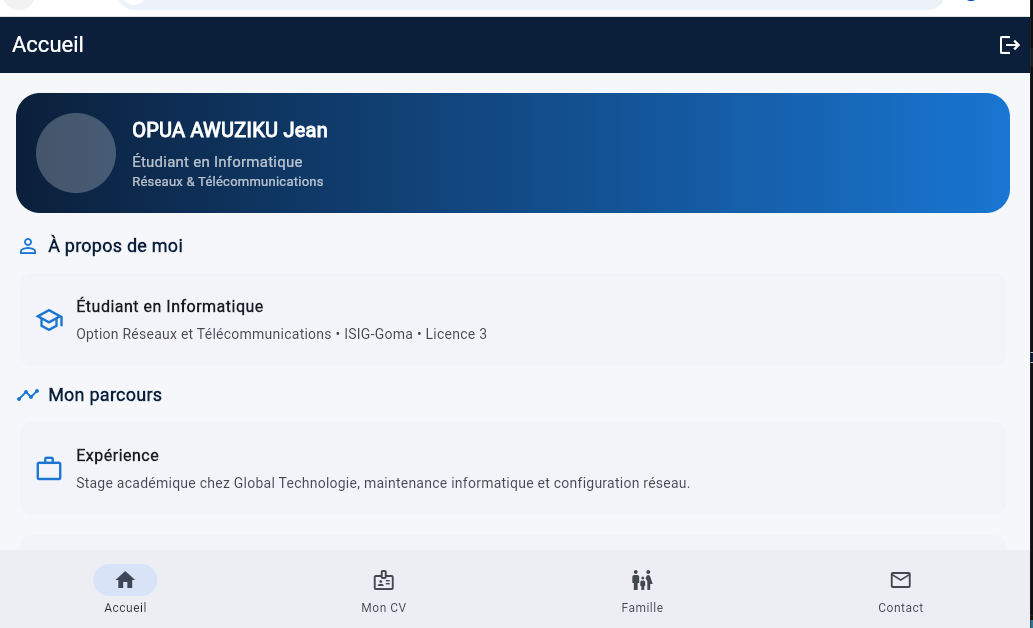 Accueil
OPUA AWUZIKU Jean
Étudiant en Informatique
Réseaux & Télécommunications
À propos de moi
Étudiant en Informatique
Option Réseaux et Télécommunications • ISIG-Goma • Licence 3
Mon parcours
Expérience
Stage académique chez Global Technologie, maintenance informatique et configuration réseau.
Accueil
Mon CV
Famille
Contact